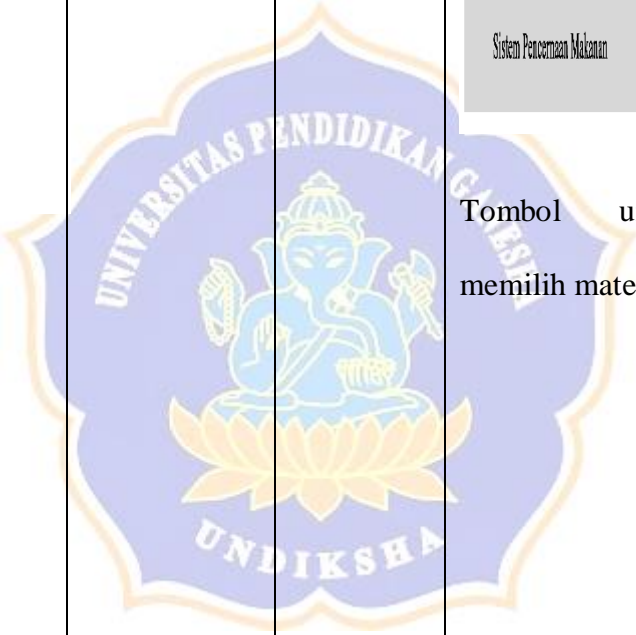 Sistem Pencernaan Makanan
UNIVERSITAS PENDIDIKAN GANESHA
Tombol u
memilih mate
UNDIKSHA